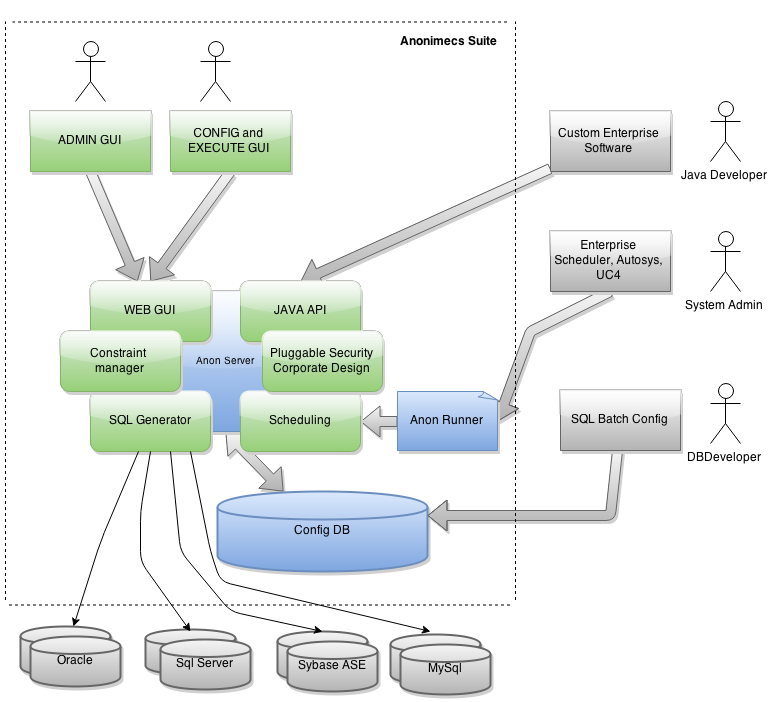 Anonimecs Suite
ADMIN GUI
CONFIG and
EXECUTE GUI
Custom Enterprise
Software
Java Developer
Enterprise
Scheduler, Autosys,
UC4
System Admin
WEB GUI
JAVA API
Constraint
manager
Anon Server
Pluggable Security
Corporate Design
SQL Generator
Scheduling
Anon Runner
SQL Batch Config
DBDeveloper
Config DB
Oracle
Sql Server
Sybase ASE
MySql